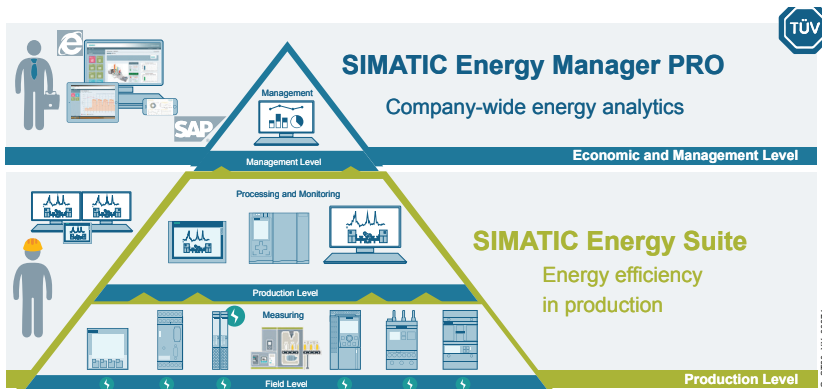 TÜV
SIMATIC Energy Manager PRO
Management
Company-wide energy analytics
SAP
Economic and Management Level
Management Level
Processing and Monitoring
SIMATIC Energy Suite
Energy efficiency
in production
Production Level
Measuring
Production Level
Field Level